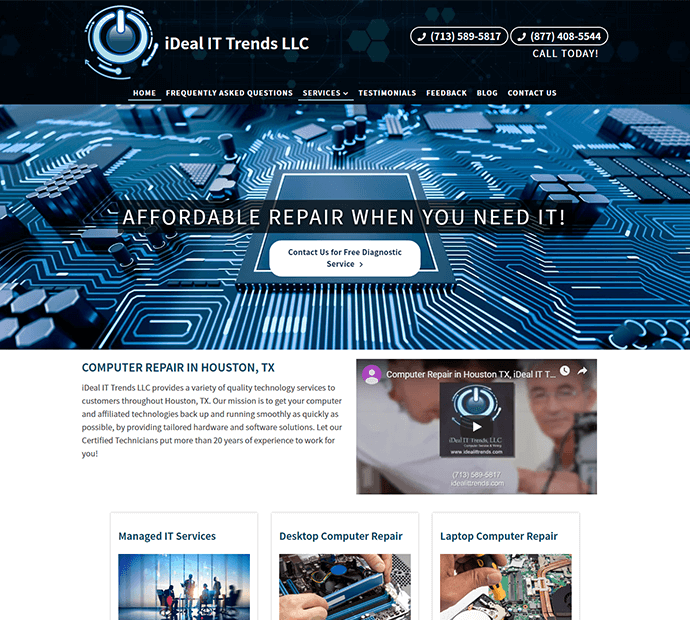 iDeal IT Trends LLC
(713) 589-5817 (877) 408-5544
CALL TODAY!
HOME FREQUENTLY ASKED QUESTIONS SERVICES TESTIMONIALS FEEDBACK BLOG CONTACT US
AFFORDABLE REPAIR WHEN YOU NEED IT!
Contact Us for Free Diagnostic
Service >
COMPUTER REPAIR IN HOUSTON, TX
iDeal IT Trends LLC provides a variety of quality technology services to
customers throughout Houston, TX. Our mission is to get your computer
and affiliated technologies back up and running smoothly as quickly as
possible, by providing tailored hardware and software solutions. Let our
Certified Technicians put more than 20 years of experience to work for
you!
Computer Repair in Houston TX, iDeal IT T...
iDeal IT Trends, LLC
www.idealittrends.com
(713) 589-5817
idealittrends.com
Managed IT Services
Desktop Computer Repair
Laptop Computer Repair